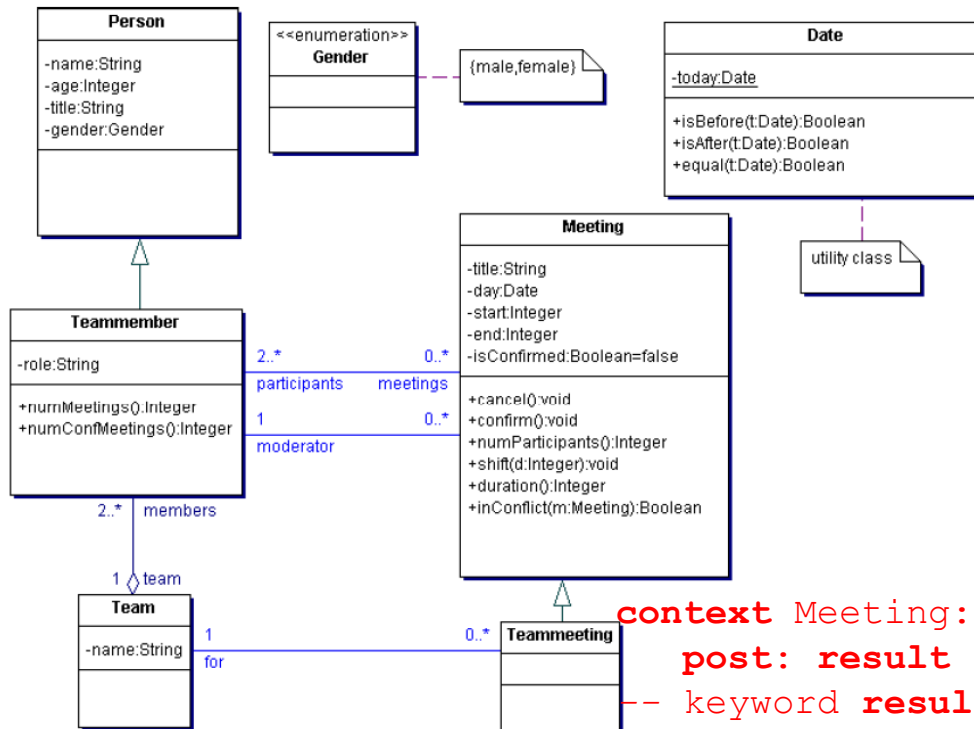 Person
-name:String
-age:Integer
-title:String
-gender:Gender
<<enumeration>>
Gender
{male,female}
Date
-today:Date
+isBefore(t:Date):Boolean
+isAfter(t:Date):Boolean
+equal(t:Date):Boolean
utility class
Meeting
-title:String
-day:Date
-start:Integer
-end:Integer
-isConfirmed:Boolean=false
+cancel():void
+confirm():void
+numParticipants():Integer
+shift(d:Integer):void
+duration():Integer
+inConflict(m:Meeting):Boolean
Teammember
-role:String
+numMeetings():Integer
+numConfMeetings():Integer
2..* 0..*
participants meetings
1 0..*
moderator
2..* members
1 team
Team
-name:String
1 0..*
for
Teammeeting
context Meeting:
post: result
-- keyword resul